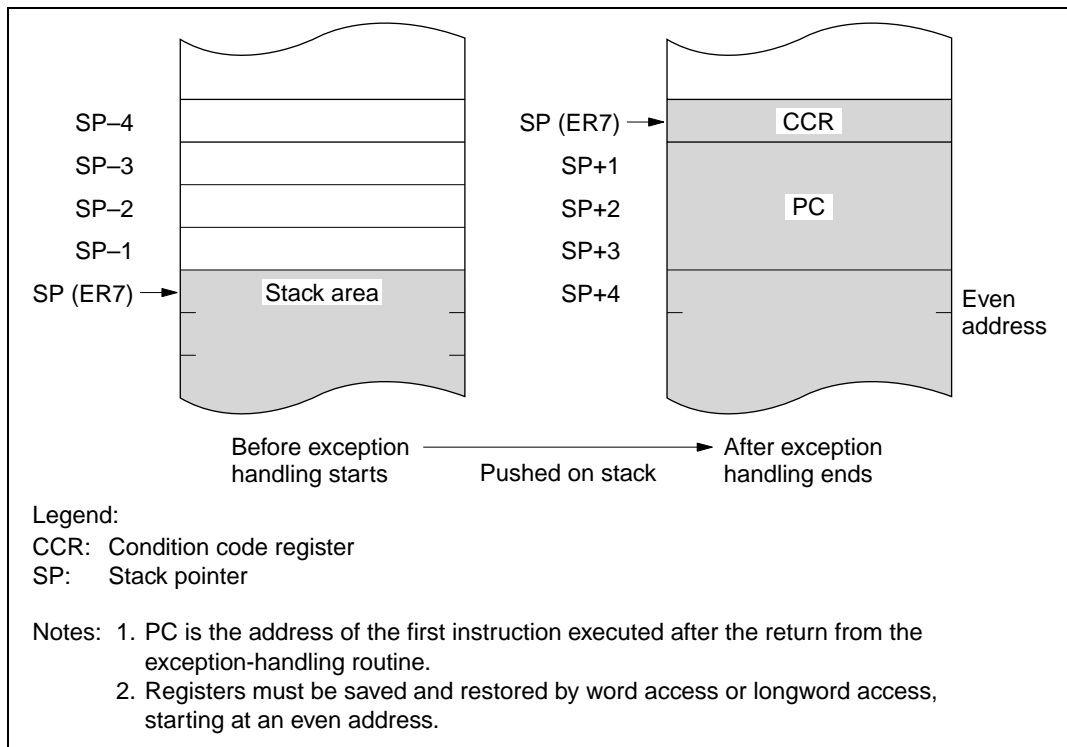 SP–4
SP–3
SP–2
SP–1
SP (ER7)
Stack area
SP (ER7)
CCR
SP+1
SP+2
PC
SP+3
SP+4
Even
address
Before exception
handling starts
Pushed on stack
After exception
handling ends
Legend:
CCR: Condition code register
SP: Stack pointer
Notes: 1. PC is the address of the first instruction executed after the return from the
exception-handling routine.
2. Registers must be saved and restored by word access or longword access,
starting at an even address.